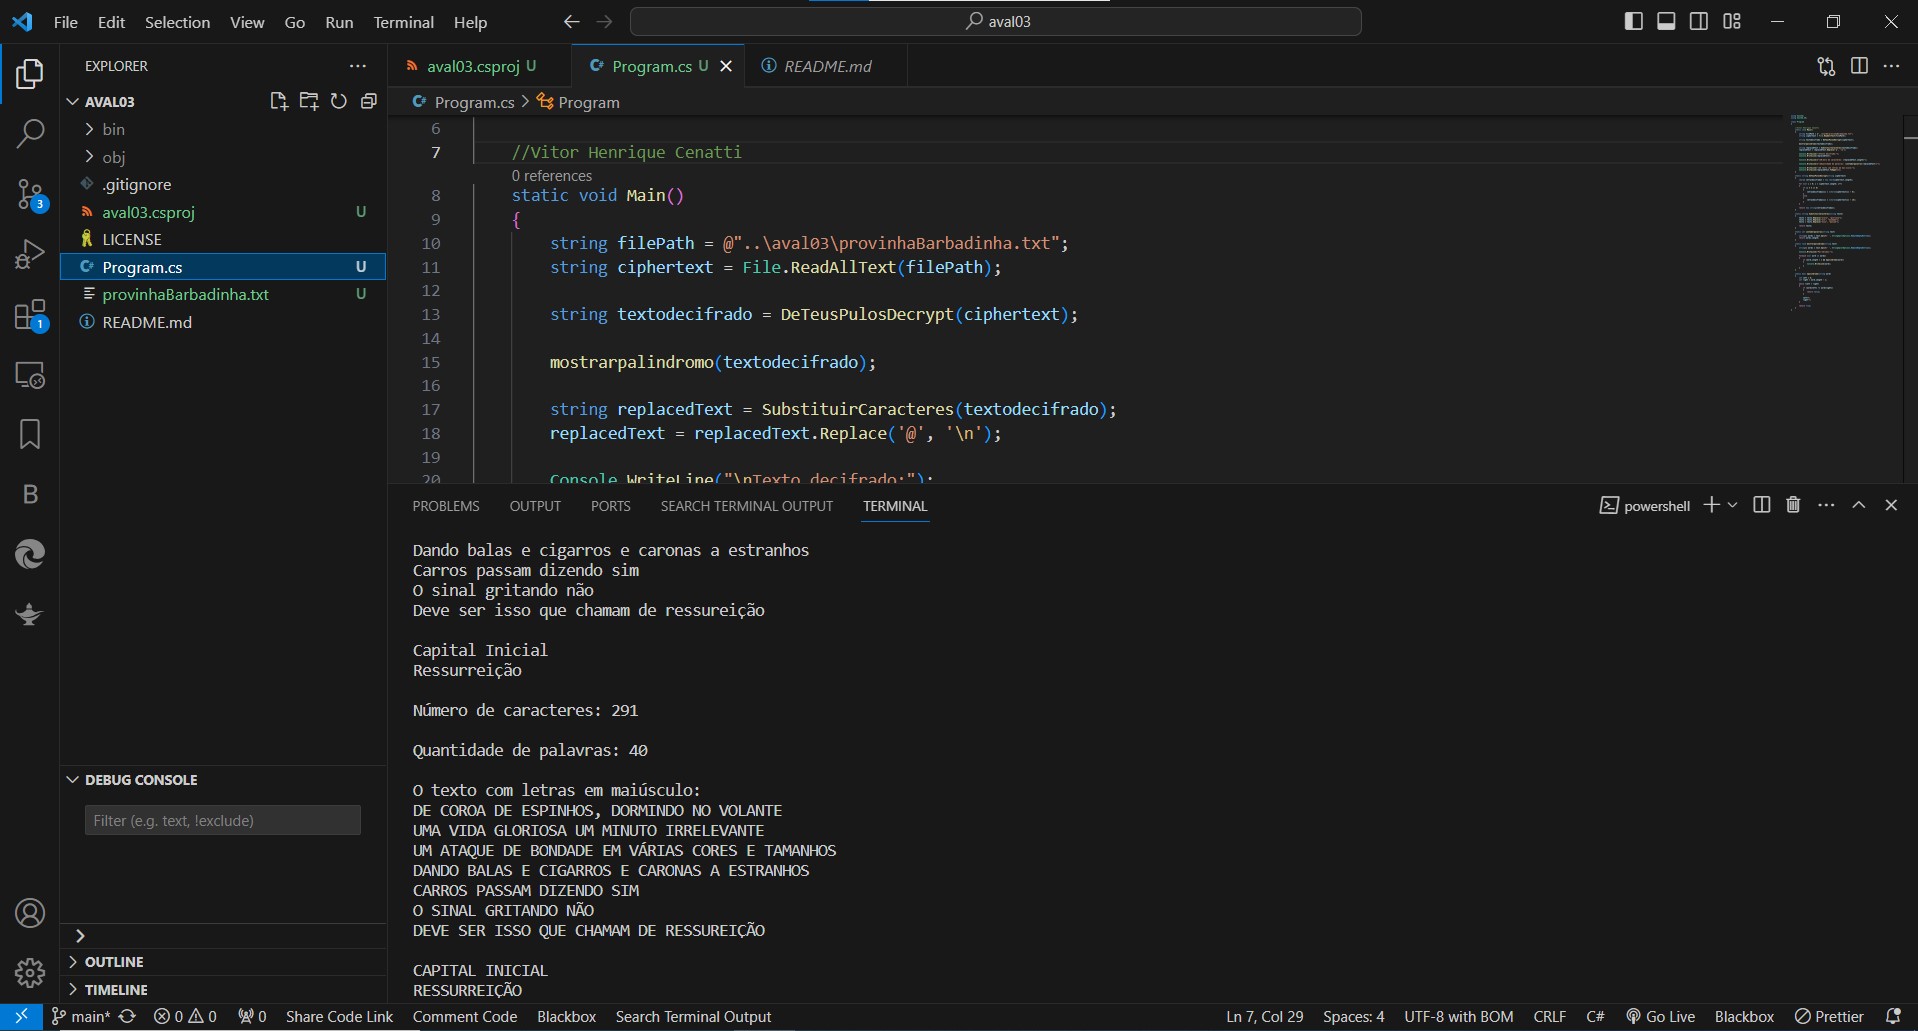 File Edit Selection View Go Run Terminal Help
aval03
EXPLORER
AVAL03
bin
obj
.gitignore
aval03.csproj U
LICENSE
Program.cs U
provinhaBarbadinha.txt U
README.md
3
1
B
DEBUG CONSOLE
Filter (e.g. text, !exclude)
OUTLINE
TIMELINE
aval03.csproj U
Program.cs U
README.md
Program.cs > Program
6
7 //Vitor Henrique Cenatti
0 references
8 static void Main()
9 {
10 string filePath = @"..\aval03\provinhaBarbadinha.txt";
11 string ciphertext = File.ReadAllText(filePath);
12
13 string textodecifrado = DeTeusPulosDecrypt(ciphertext);
14
15 mostrarpalindromo(textodecifrado);
16
17 string replacedText = SubstituirCaracteres(textodecifrado);
18 replacedText = replacedText.Replace('@', '\n');
19
20 Console.WriteLine("\nTexto decifrado:");
PROBLEMS OUTPUT PORTS SEARCH TERMINAL OUTPUT TERMINAL
powershell
Dando balas e cigarros e caronas a estranhos
Carros passam dizendo sim
O sinal gritando não
Deve ser isso que chamam de ressureição
Capital Inicial
Ressurreição
Número de caracteres: 291
Quantidade de palavras: 40
O texto com letras em maiúsculo:
DE COROA DE ESPINHOS, DORMINDO NO VOLANTE
UMA VIDA GLORIOSA UM MINUTO IRRELEVANTE
UM ATAQUE DE BONDADE EM VÁRIAS CORES E TAMANHOS
DANDO BALAS E CIGARROS E CARONAS A ESTRANHOS
CARROS PASSAM DIZENDO SIM
O SINAL GRITANDO NÃO
DEVE SER ISSO QUE CHAMAM DE RESSUREIÇÃO
CAPITAL INICIAL
RESSURREIÇÃO
main* 0 0 0 Share Code Link Comment Code Blackbox Search Terminal Output
Ln 7, Col 29 Spaces: 4 UTF-8 with BOM CRLF C# Go Live Blackbox Prettier